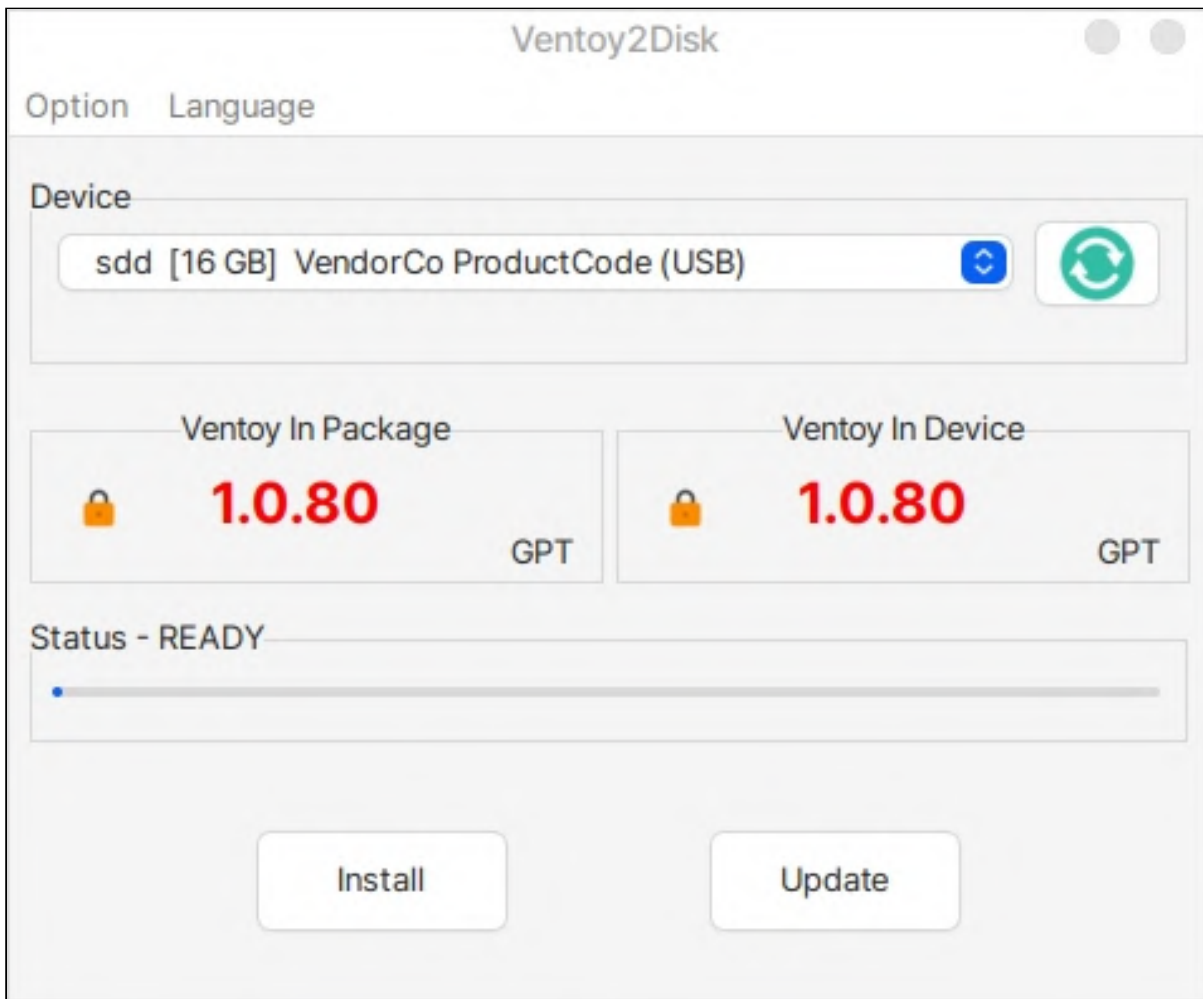 Ventoy2Disk
Option Language
Device
sdd [16 GB] VendorCo ProductCode (USB)
Ventoy In Package
1.0.80
GPT
Ventoy In Device
1.0.80
GPT
Status - READY
Install
Update